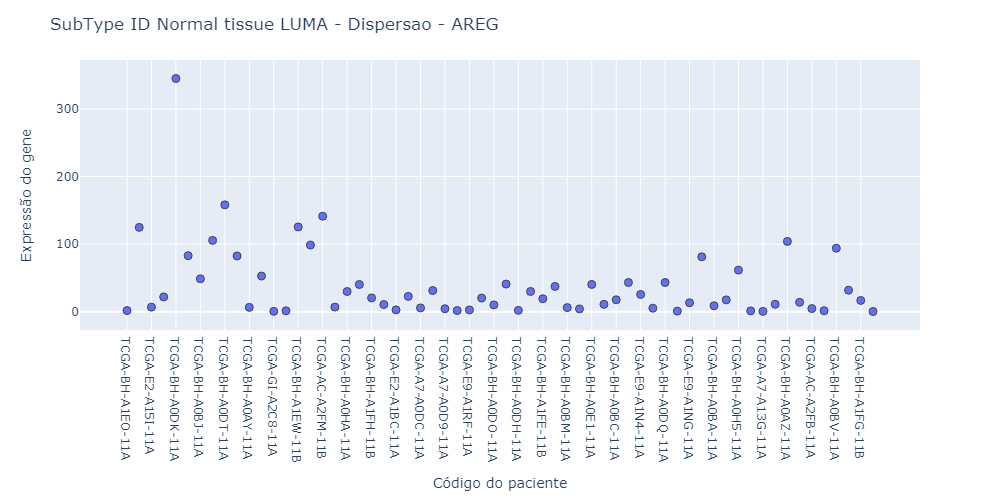 SubType ID Normal tissue LUMA - Dispersao - AREG
Expressão do gene
300
200
100
0
TCGA-BH-A1EO-11A
TCGA-E2-A15I-11A
TCGA-BH-A0DK-11A
TCGA-BH-A0BJ-11A
TCGA-BH-A0DT-11A
TCGA-BH-A0AY-11A
TCGA-GI-A2C8-11A
TCGA-BH-A1EW-11B
TCGA-AC-A2FM-11B
TCGA-BH-A0HA-11A
TCGA-BH-A1FH-11B
TCGA-E2-A1BC-11A
TCGA-A7-A0DC-11A
TCGA-A7-A0D9-11A
TCGA-E9-A1RF-11A
TCGA-BH-A0DO-11A
TCGA-BH-A0DH-11A
TCGA-BH-A1FE-11B
TCGA-BH-A0BM-11A
TCGA-BH-A0E1-11A
TCGA-BH-A0BC-11A
TCGA-E9-A1N4-11A
TCGA-BH-A0DQ-11A
TCGA-E9-A1NG-11A
TCGA-BH-A0BA-11A
TCGA-BH-A0H5-11A
TCGA-A7-A13G-11A
TCGA-BH-A0AZ-11A
TCGA-AC-A2FB-11A
TCGA-BH-A0BV-11A
TCGA-BH-A1FG-11B
Código do paciente